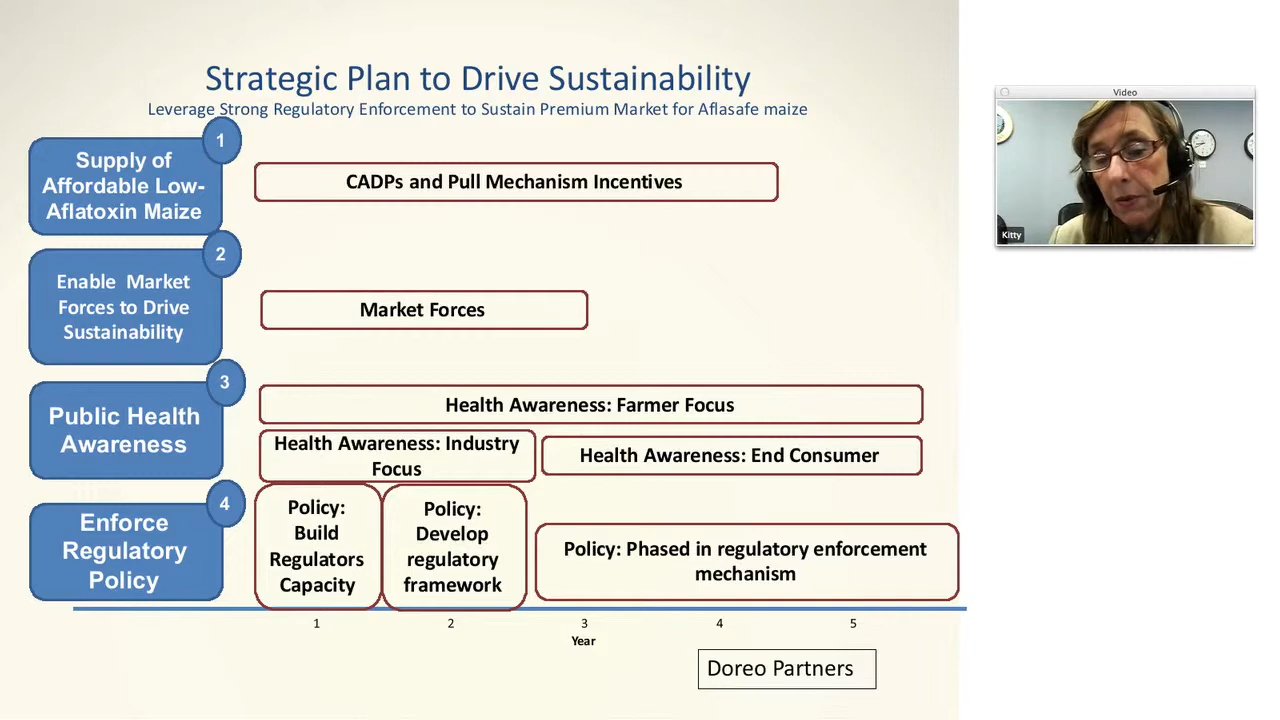 Strategic Plan to Drive Sustainability
Leverage Strong Regulatory Enforcement to Sustain Premium Market for Aflasafe maize
1
Supply of
Affordable Low-
Aflatoxin Maize
CADPs and Pull Mechanism Incentives
2
Enable Market
Forces to Drive
Sustainability
Market Forces
3
Public Health
Awareness
Health Awareness: Farmer Focus
Health Awareness: Industry
Focus
Health Awareness: End Consumer
4
Enforce
Regulatory
Policy
Policy:
Build
Regulators
Capacity
Policy:
Develop
regulatory
framework
Policy: Phased in regulatory enforcement
mechanism
1 2 3 4 5
Year
Doreo Partners
Video
Kitty